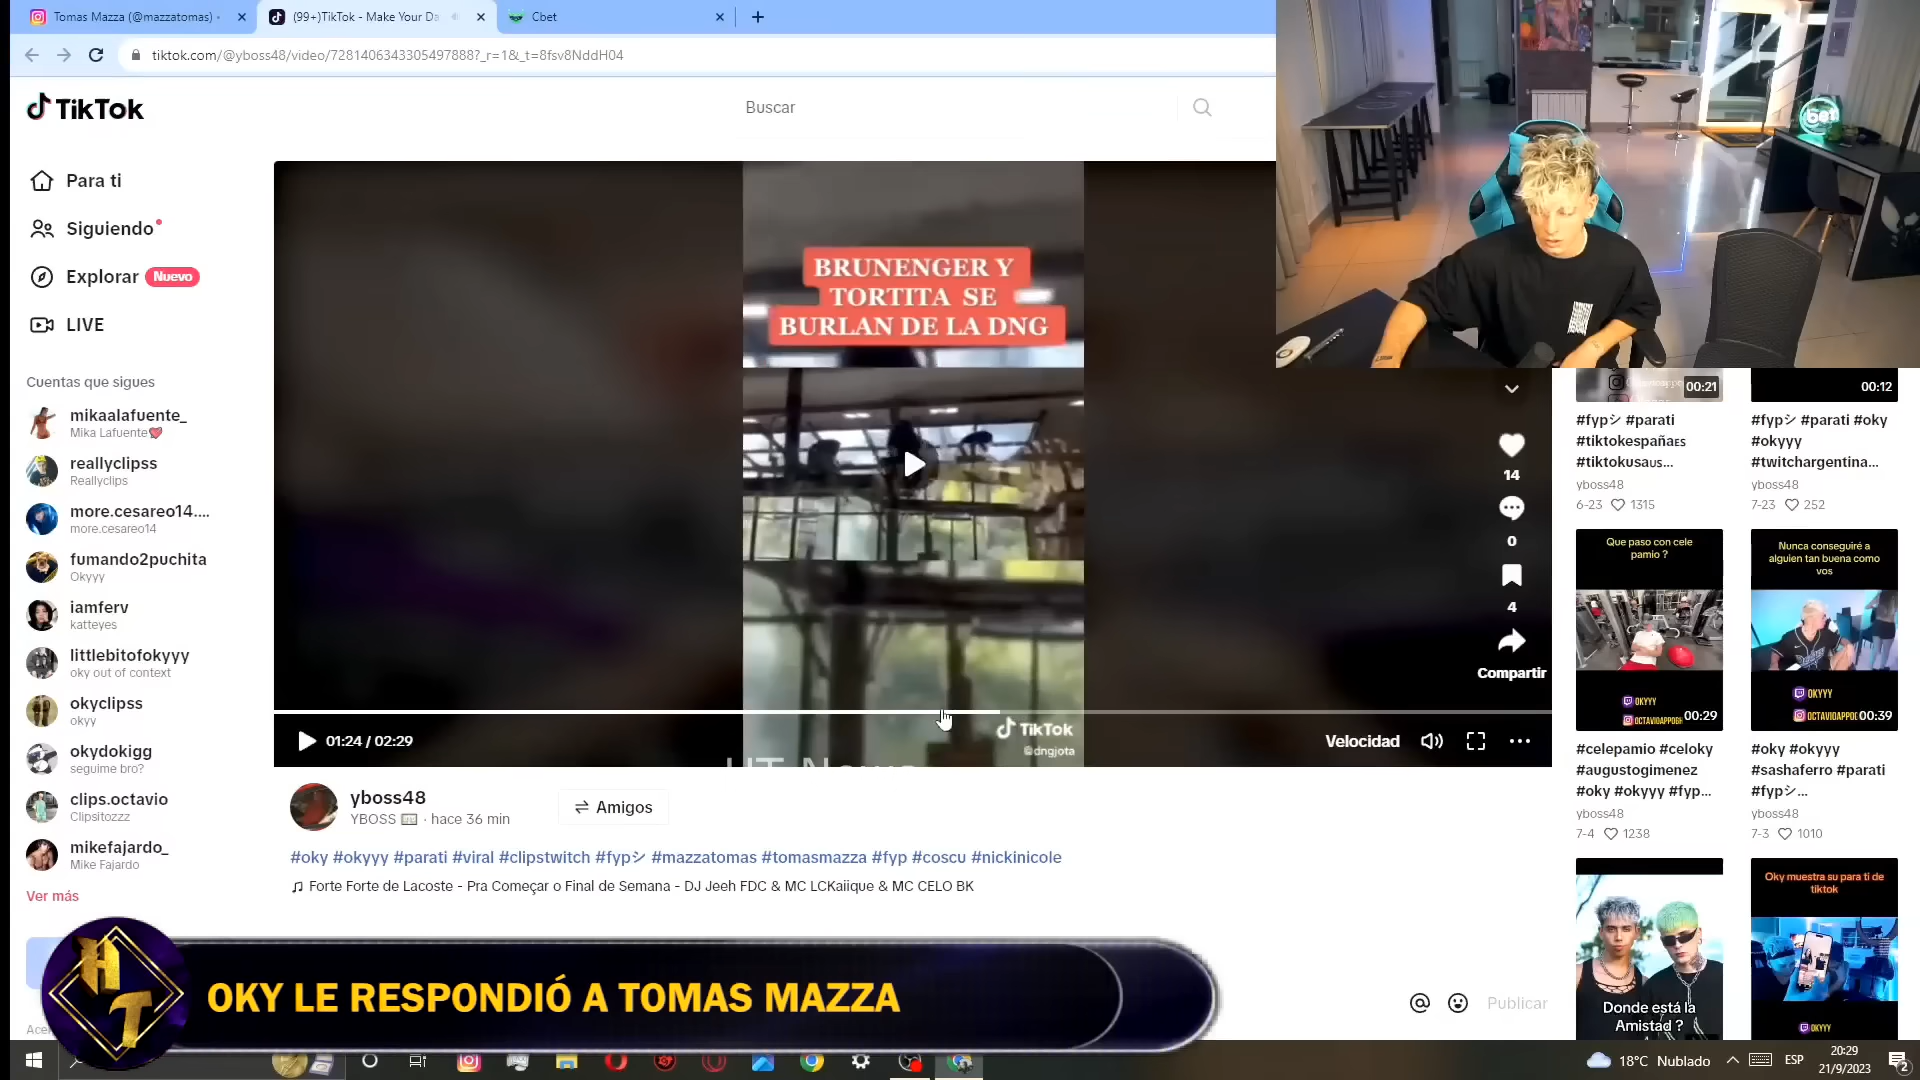 Tomas Mazza (@mazzatomas) •
(99+)TikTok - Make Your Da
Cbet
tiktok.com/@yboss48/video/7281406343305497888?_r=1&_t=8fsv8NddH04
TikTok
Buscar
Para ti
Siguiendo
Explorar Nuevo
LIVE
Cuentas que sigues
mikaalafuente_
Mika Lafuente
reallyclipss
Reallyclips
more.cesareo14....
more.cesareo14
fumando2puchita
Okyyy
iamferv
katteyes
littlebitofokyyy
oky out of context
okyclipss
okyy
okydokigg
seguime bro?
clips.octavio
Clipsitozzz
mikefajardo_
Mike Fajardo
Ver más
BRUNENGER Y
TORTITA SE
BURLAN DE LA DNG
14
0
4
Compartir
TikTok
@dngjota
01:24 / 02:29
Velocidad
yboss48
YBOSS · hace 36 min
Amigos
#oky #okyyy #parati #viral #clipstwitch #fypシ #mazzatomas #tomasmazza #fyp #coscu #nickinicole
Forte Forte de Lacoste - Pra Começar o Final de Semana - DJ Jeeh FDC & MC LCKaiique & MC CELO BK
bet
00:21
#fypシ #parati
#tiktokespañaES
#tiktokusaus...
yboss48
6-23 1315
00:12
#fypシ #parati #oky
#okyyy
#twitchargentina...
yboss48
7-23 252
Que paso con cele
pamio ?
OKYYY
00:29
#celepamio #celoky
#augustogimenez
#oky #okyyy #fyp...
yboss48
7-4 1238
Nunca conseguiré a
alguien tan buena como
vos
OKYYY
00:39
#oky #okyyy
#sashaferro #parati
#fypシ...
yboss48
7-3 1010
Donde está la
Amistad ?
Oky muestra su para ti de
tiktok
OKYYY
Publicar
HT
OKY LE RESPONDIÓ A TOMAS MAZZA
18°C Nublado
ESP
20:29
21/9/2023
2